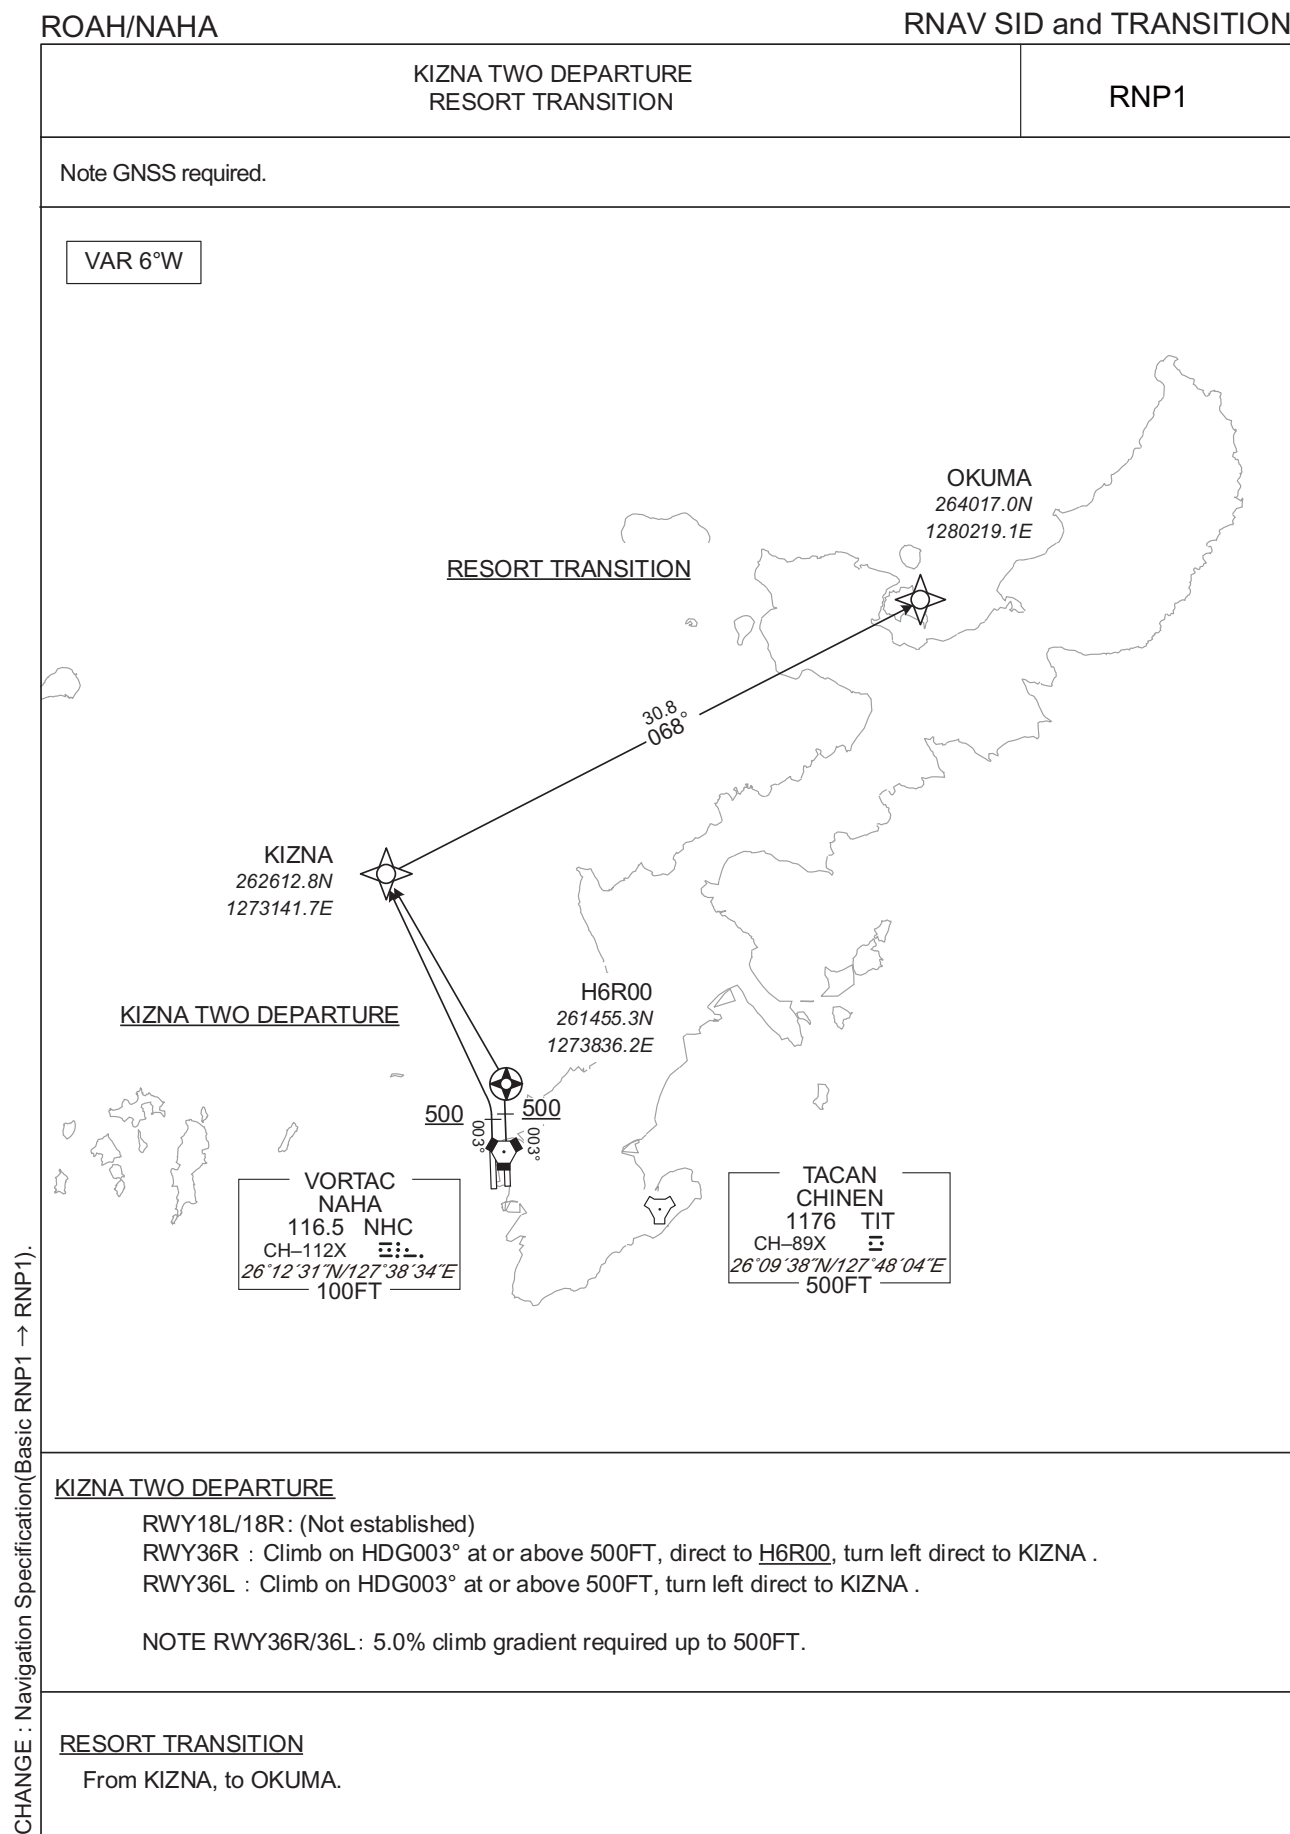 ROAH/NAHA
RNAV SID and TRANSITION
KIZNA TWO DEPARTURE
RESORT TRANSITION
RNP1
Note GNSS required.
VAR 6°W
OKUMA
264017.0N
1280219.1E
RESORT TRANSITION
30.8
068°
KIZNA
262612.8N
1273141.7E
H6R00
261455.3N
1273836.2E
KIZNA TWO DEPARTURE
500
500
003°
003°
VORTAC
NAHA
116.5 NHC
CH–112X
26°12´31˝N/127°38´34˝E
100FT
TACAN
CHINEN
1176 TIT
CH–89X
26°09´38˝N/127°48´04˝E
500FT
KIZNA TWO DEPARTURE
RWY18L/18R: (Not established)
RWY36R : Climb on HDG003° at or above 500FT, direct to H6R00, turn left direct to KIZNA .
RWY36L : Climb on HDG003° at or above 500FT, turn left direct to KIZNA .
NOTE RWY36R/36L: 5.0% climb gradient required up to 500FT.
RESORT TRANSITION
From KIZNA, to OKUMA.
CHANGE : Navigation Specification(Basic RNP1 → RNP1).